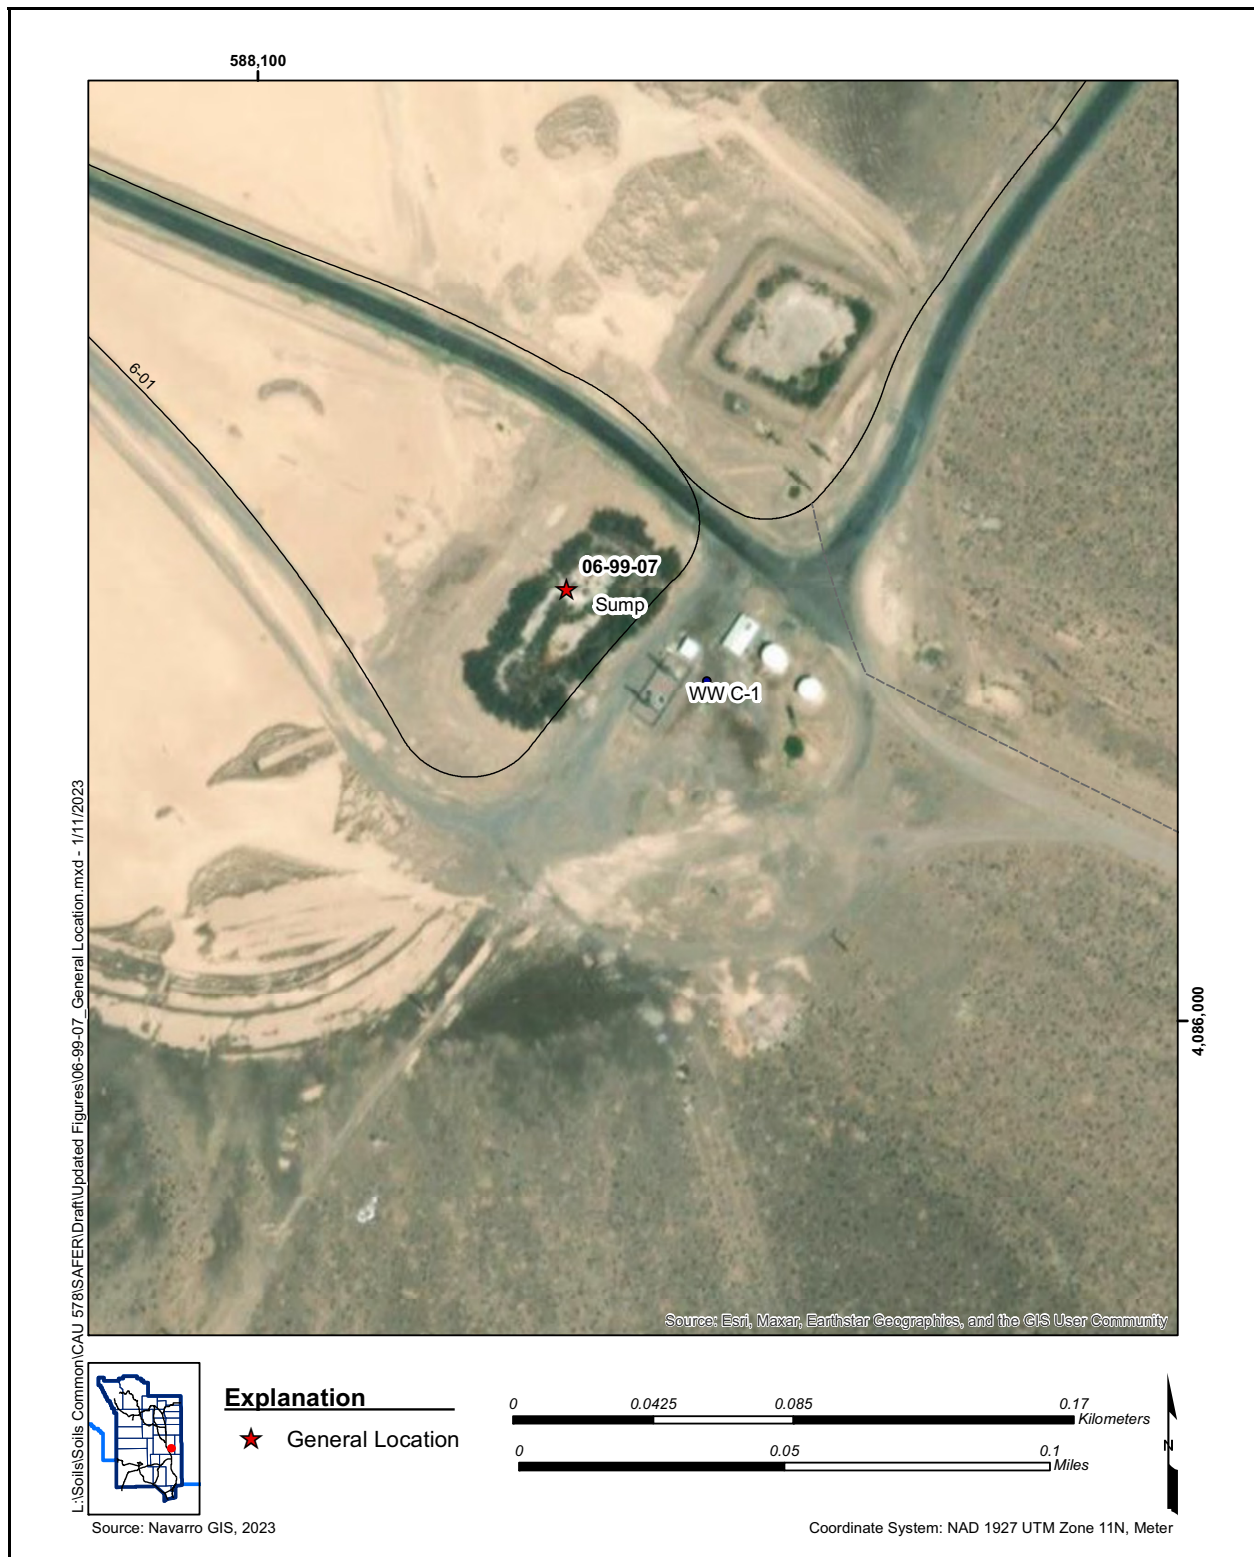 588,100
6-01
06-99-07
Sump
WW C-1
4,086,000
L:\Soils\Soils Common\CAU 578\SAFER\Draft\Updated Figures\06-99-07_General Location.mxd - 1/11/2023
Source: Esri, Maxar, Earthstar Geographics, and the GIS User Community
Explanation
General Location
0 0.0425 0.085 0.17
Kilometers
0 0.05 0.1
Miles
N
Source: Navarro GIS, 2023
Coordinate System: NAD 1927 UTM Zone 11N, Meter